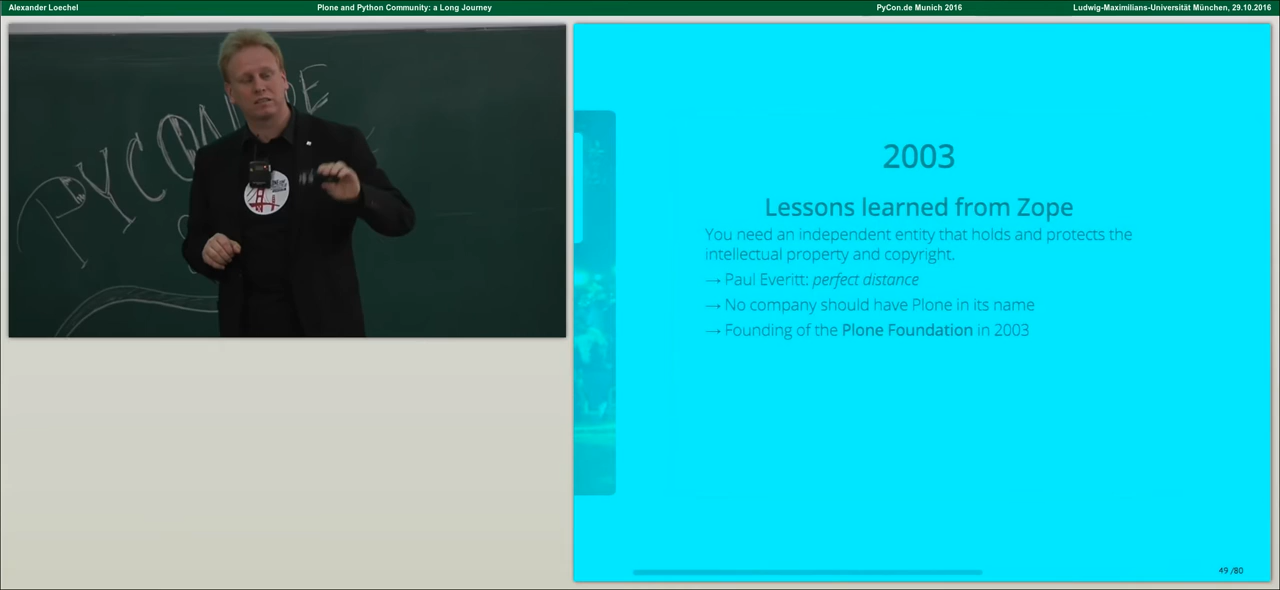 Alexander Loechel
Plone and Python Community: a Long Journey
PyCon.de Munich 2016
Ludwig-Maximilians-Universität München, 29.10.2016
PYCON DE
2003
Lessons learned from Zope
You need an independent entity that holds and protects the
intellectual property and copyright.
→ Paul Everitt: perfect distance
→ No company should have Plone in its name
→ Founding of the Plone Foundation in 2003
49 /80